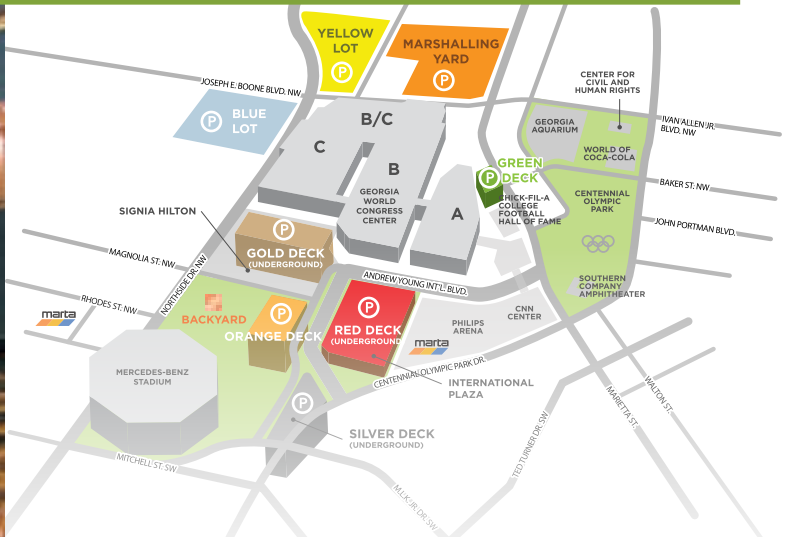 YELLOW
LOT
P
MARSHALLING
YARD
P
JOSEPH E. BOONE BLVD. NW
P
BLUE
LOT
CENTER FOR
CIVIL AND
HUMAN RIGHTS
IVAN ALLEN JR.
BLVD. NW
GEORGIA
AQUARIUM
WORLD OF
COCA-COLA
B/C
C
B
GEORGIA
WORLD
CONGRESS
CENTER
A
P
GREEN
DECK
CHICK-FIL-A
COLLEGE
FOOTBALL
HALL OF FAME
BAKER ST. NW
CENTENNIAL
OLYMPIC
PARK
JOHN PORTMAN BLVD.
SIGNIA HILTON
P
GOLD DECK
(UNDERGROUND)
MAGNOLIA ST. NW
NORTHSIDE DR. NW
ANDREW YOUNG INT'L. BLVD.
SOUTHERN
COMPANY
AMPHITHEATER
RHODES ST. NW
marta
BACKYARD
P
ORANGE DECK
P
RED DECK
(UNDERGROUND
PHILIPS
ARENA
CNN
CENTER
marta
MERCEDES-BENZ
STADIUM
CENTENNIAL OLYMPIC PARK DR.
INTERNATIONAL
PLAZA
P
SILVER DECK
(UNDERGROUND)
MARIETTA ST.
WALTON ST.
TED TURNER DR. SW
MITCHELL ST. SW
M.L.K. JR. DR. SW